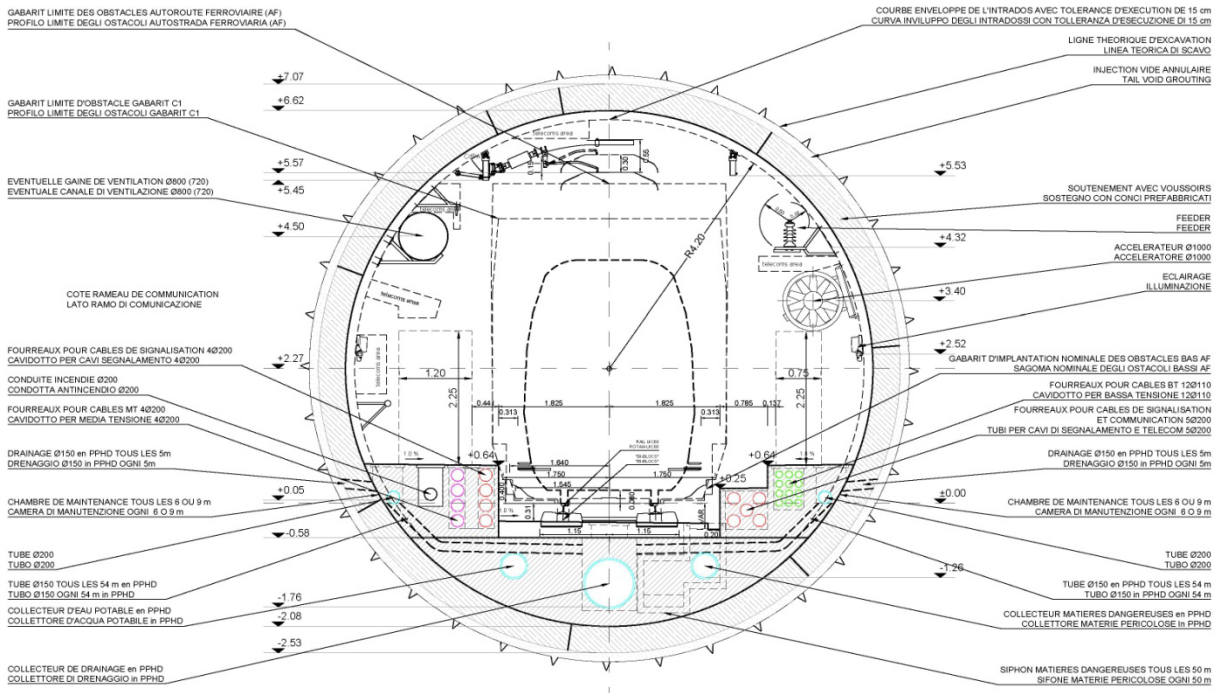 GABARIT LIMITE DES OBSTACLES AUTOROUTE FERROVIAIRE (AF)
PROFILO LIMITE DEGLI OSTACOLI AUTOSTRADA FERROVIARIA (AF)
+7.07
+6.62
GABARIT LIMITE D'OBSTACLE GABARIT C1
PROFILO LIMITE DEGLI OSTACOLI GABARIT C1
+5.57
EVENTUELLE GAINE DE VENTILATION Ø800 (720)
EVENTUALE CANALE DI VENTILAZIONE Ø800 (720)
+5.45
+4.50
COTE RAMEAU DE COMMUNICATION
LATO RAMO DI COMUNICAZIONE
FOURREAUX POUR CABLES DE SIGNALISATION 4Ø200
CAVIDOTTO PER CAVI SEGNALAMENTO 4Ø200
+2.27
CONDUITE INCENDIE Ø200
CONDOTTA ANTINCENDIO Ø200
FOURREAUX POUR CABLES MT 4Ø200
CAVIDOTTO PER MEDIA TENSIONE 4Ø200
DRAINAGE Ø150 en PPHD TOUS LES 5m
DRENAGGIO Ø150 in PPHD OGNI 5m
+0.05
CHAMBRE DE MAINTENANCE TOUS LES 6 OU 9 m
CAMERA DI MANUTENZIONE OGNI 6 O 9 m
-0.58
TUBE Ø200
TUBO Ø200
TUBE Ø150 TOUS LES 54 m en PPHD
TUBO Ø150 OGNI 54 m in PPHD
COLLECTEUR D'EAU POTABLE en PPHD
COLLETTORE D'ACQUA POTABILE in PPHD
-1.76
-2.08
-2.53
COLLECTEUR DE DRAINAGE en PPHD
COLLETTORE DI DRENAGGIO in PPHD
telecoms area
0.15
0.30
0.55
R4.20
telecoms area
telecoms area
telecoms area
telecoms area
1.20
2.25
0.75
2.25
0.44
1.825
1.825
0.785
0.137
0.313
0.313
1.0 %
1.0 %
+0.64
+0.64
+0.25
1.640
1.750
1.750
1.545
0.31
1.0 %
1.15
1.15
0.20
COURBE ENVELOPPE DE L'INTRADOS AVEC TOLERANCE D'EXECUTION DE 15 cm
CURVA INVILUPPO DEGLI INTRADOSSI CON TOLLERANZA D'ESECUZIONE DI 15 cm
LIGNE THEORIQUE D'EXCAVATION
LINEA TEORICA DI SCAVO
INJECTION VIDE ANNULAIRE
TAIL VOID GROUTING
+5.53
SOUTENEMENT AVEC VOUSSOIRS
SOSTEGNO CON CONCI PREFABBRICATI
FEEDER
FEEDER
+4.32
ACCELERATEUR Ø1000
ACCELERATORE Ø1000
ECLAIRAGE
ILLUMINAZIONE
+3.40
+2.52
GABARIT D'IMPLANTATION NOMINALE DES OBSTACLES BAS AF
SAGOMA NOMINALE DEGLI OSTACOLI BASSI AF
FOURREAUX POUR CABLES BT 12Ø110
CAVIDOTTO PER BASSA TENSIONE 12Ø110
FOURREAUX POUR CABLES DE SIGNALISATION
ET COMMUNICATION 5Ø200
TUBI PER CAVI DI SEGNALAMENTO E TELECOM 5Ø200
DRAINAGE Ø150 en PPHD TOUS LES 5m
DRENAGGIO Ø150 in PPHD OGNI 5m
±0.00
CHAMBRE DE MAINTENANCE TOUS LES 6 OU 9 m
CAMERA DI MANUTENZIONE OGNI 6 O 9 m
TUBE Ø200
TUBO Ø200
-1.26
TUBE Ø150 en PPHD TOUS LES 54 m
TUBO Ø150 in PPHD OGNI 54 m
COLLECTEUR MATIERES DANGEREUSES en PPHD
COLLETTORE MATERIE PERICOLOSE in PPHD
SIPHON MATIERES DANGEREUSES TOUS LES 50 m
SIFONE MATERIE PERICOLOSE OGNI 50 m